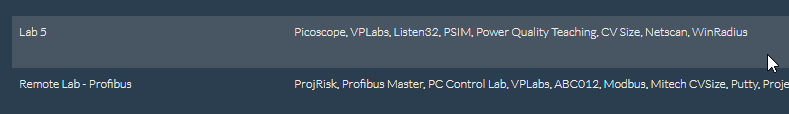 Lab 5 Picoscope, VPLabs, Listen32, PSIM, Power Quality Teaching, CV Size, Netscan, WinRadius
Remote Lab - Profibus ProjRisk, Profibus Master, PC Control Lab, VPLabs, ABC012, Modbus, Mitech CVSize, Putty, Proje